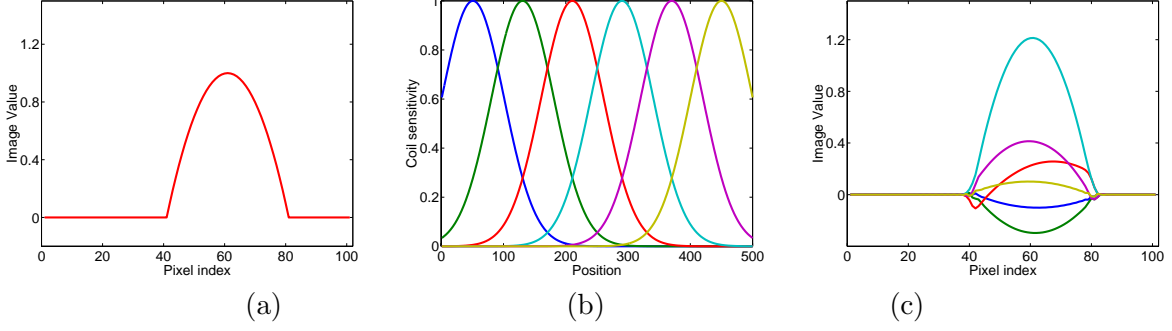 1.2
0.8
0.4
0
Image Value
0 20 40 60 80 100
Pixel index
(a)
1
0.8
0.6
0.4
0.2
0
Coil sensitivity
0 100 200 300 400 500
Position
(b)
1.2
0.8
0.4
0
Image Value
0 20 40 60 80 100
Pixel index
(c)